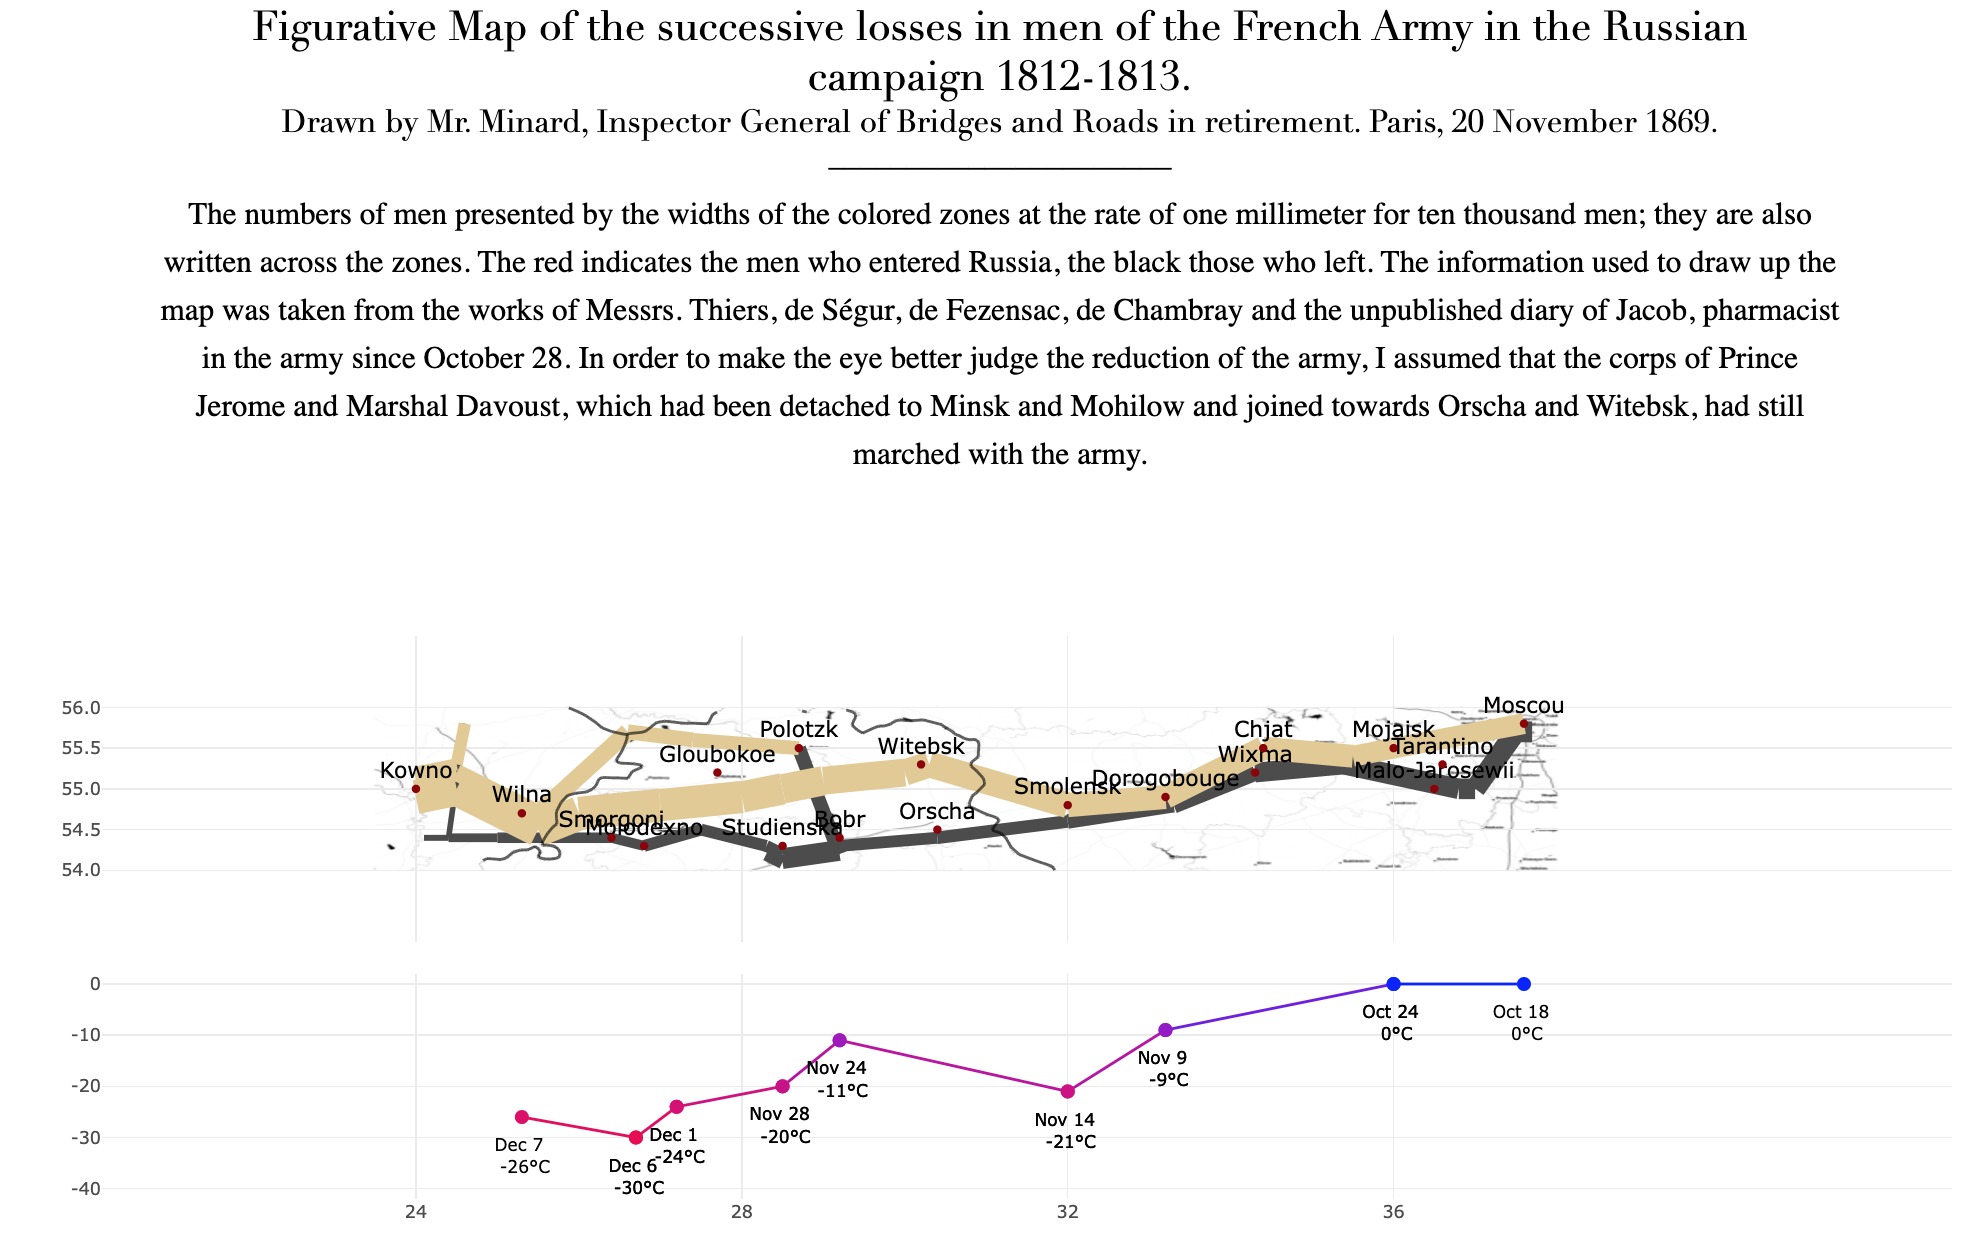 Figurative Map of the successive losses in men of the French Army in the Russian
campaign 1812-1813.
Drawn by Mr. Minard, Inspector General of Bridges and Roads in retirement. Paris, 20 November 1869.
The numbers of men presented by the widths of the colored zones at the rate of one millimeter for ten thousand men; they are also
written across the zones. The red indicates the men who entered Russia, the black those who left. The information used to draw up the
map was taken from the works of Messrs. Thiers, de Ségur, de Fezensac, de Chambray and the unpublished diary of Jacob, pharmacist
in the army since October 28. In order to make the eye better judge the reduction of the army, I assumed that the corps of Prince
Jerome and Marshal Davoust, which had been detached to Minsk and Mohilow and joined towards Orscha and Witebsk, had still
marched with the army.
56.0
55.5
55.0
54.5
54.0
Moscou
Polotzk
Chjat
Mojaisk
Gloubokoe
Witebsk
Wixma
Tarantino
Kowno
Malo-Jarosewii
Wilna
Smolensk
Dorogobouge
Smorgoni
Molodexno
Studienska
Bobr
Orscha
0
-10
-20
-30
-40
Oct 24
0°C
Oct 18
0°C
Nov 9
-9°C
Nov 24
-11°C
Nov 14
-21°C
Nov 28
-20°C
Dec 1
-24°C
Dec 7
-26°C
Dec 6
-30°C
24
28
32
36